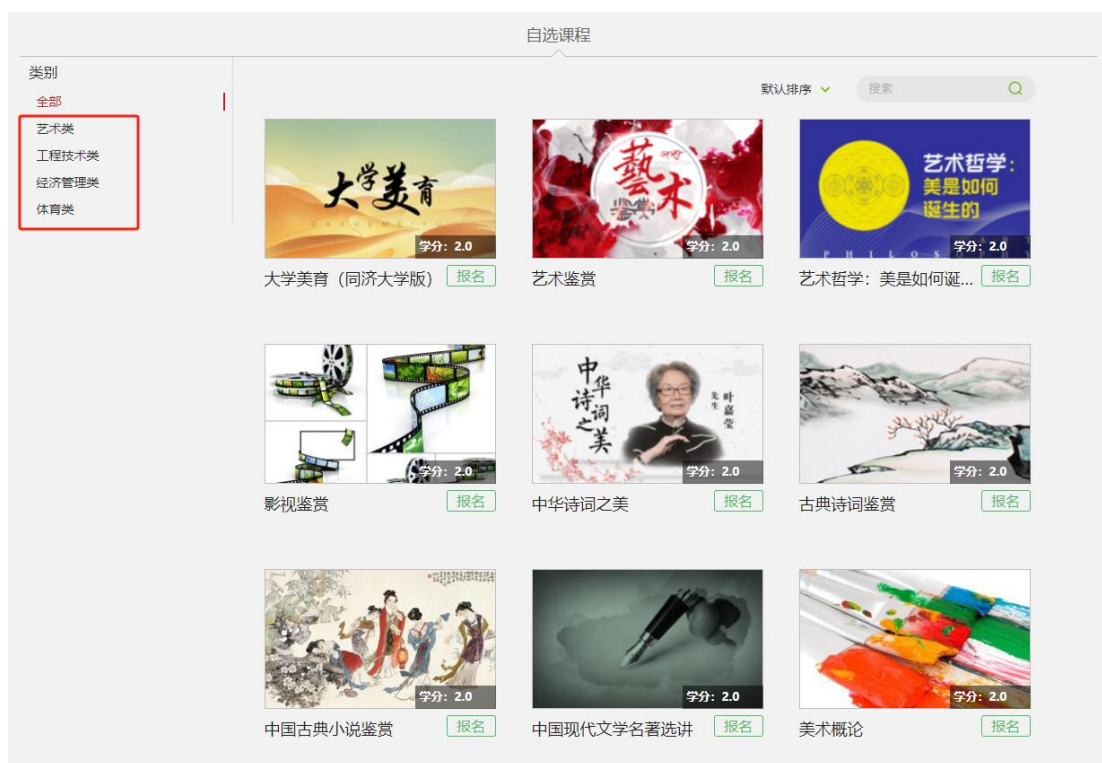 自选课程
类别
全部
艺术类
工程技术类
经济管理类
体育类
默认排序
搜索
大学美育
DAXUEMEIYU
学分：2.0
大学美育（同济大学版）
报名
藝术
鉴赏
学分：2.0
艺术鉴赏
报名
艺术哲学：
美是如何
诞生的
学分：2.0
艺术哲学：美是如何诞...
报名
学分：2.0
影视鉴赏
报名
中华诗词之美
叶嘉莹
先生
学分：2.0
中华诗词之美
报名
学分：2.0
古典诗词鉴赏
报名
学分：2.0
中国古典小说鉴赏
报名
学分：2.0
中国现代文学名著选讲
报名
学分：2.0
美术概论
报名